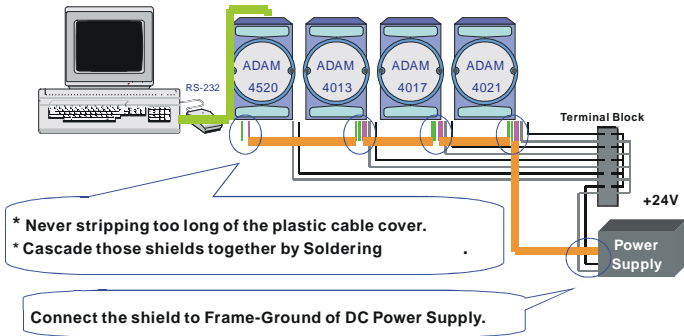 RS-232
ADAM
4520
ADAM
4013
ADAM
4017
ADAM
4021
Terminal Block
+24V
Power
Supply
* Never stripping too long of the plastic cable cover.
* Cascade those shields together by Soldering .
Connect the shield to Frame-Ground of DC Power Supply.